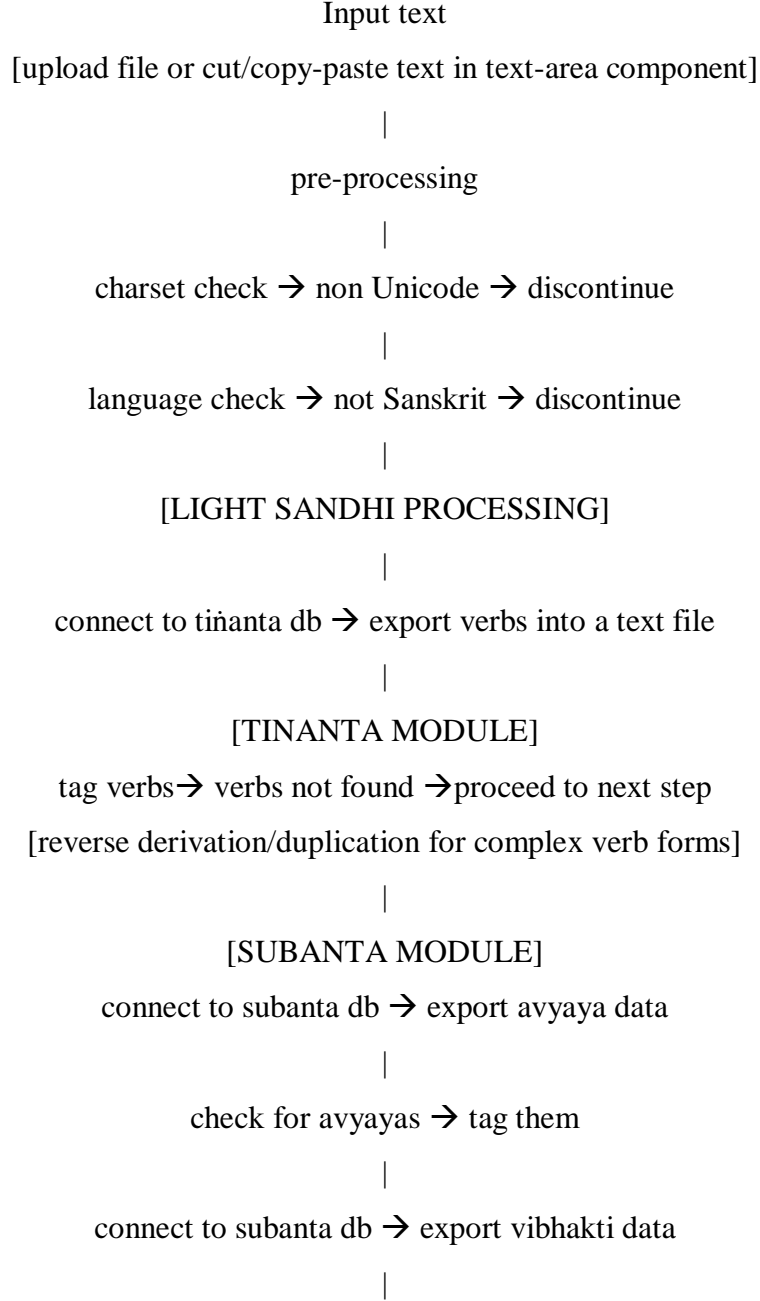 Input text
[upload file or cut/copy-paste text in text-area component]
|
pre-processing
|
charset check → non Unicode → discontinue
|
language check → not Sanskrit → discontinue
|
[LIGHT SANDHI PROCESSING]
|
connect to tiṅanta db → export verbs into a text file
|
[TINANTA MODULE]
tag verbs→ verbs not found →proceed to next step
[reverse derivation/duplication for complex verb forms]
|
[SUBANTA MODULE]
connect to subanta db → export avyaya data
|
check for avyayas → tag them
|
connect to subanta db → export vibhakti data
|